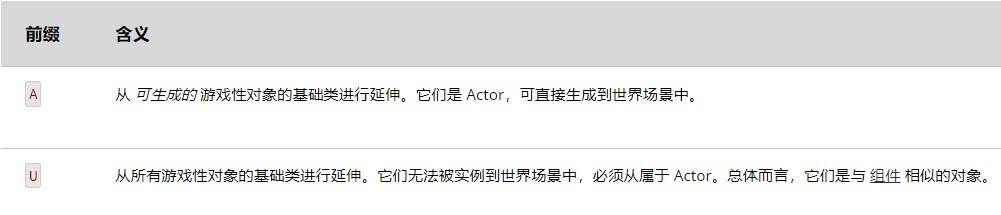 前缀 含义
A 从 可生成的 游戏性对象的基础类进行延伸。它们是 Actor，可直接生成到世界场景中。
U 从所有游戏性对象的基础类进行延伸。它们无法被实例到世界场景中，必须从属于 Actor。总体而言，它们是与 组件 相似的对象。